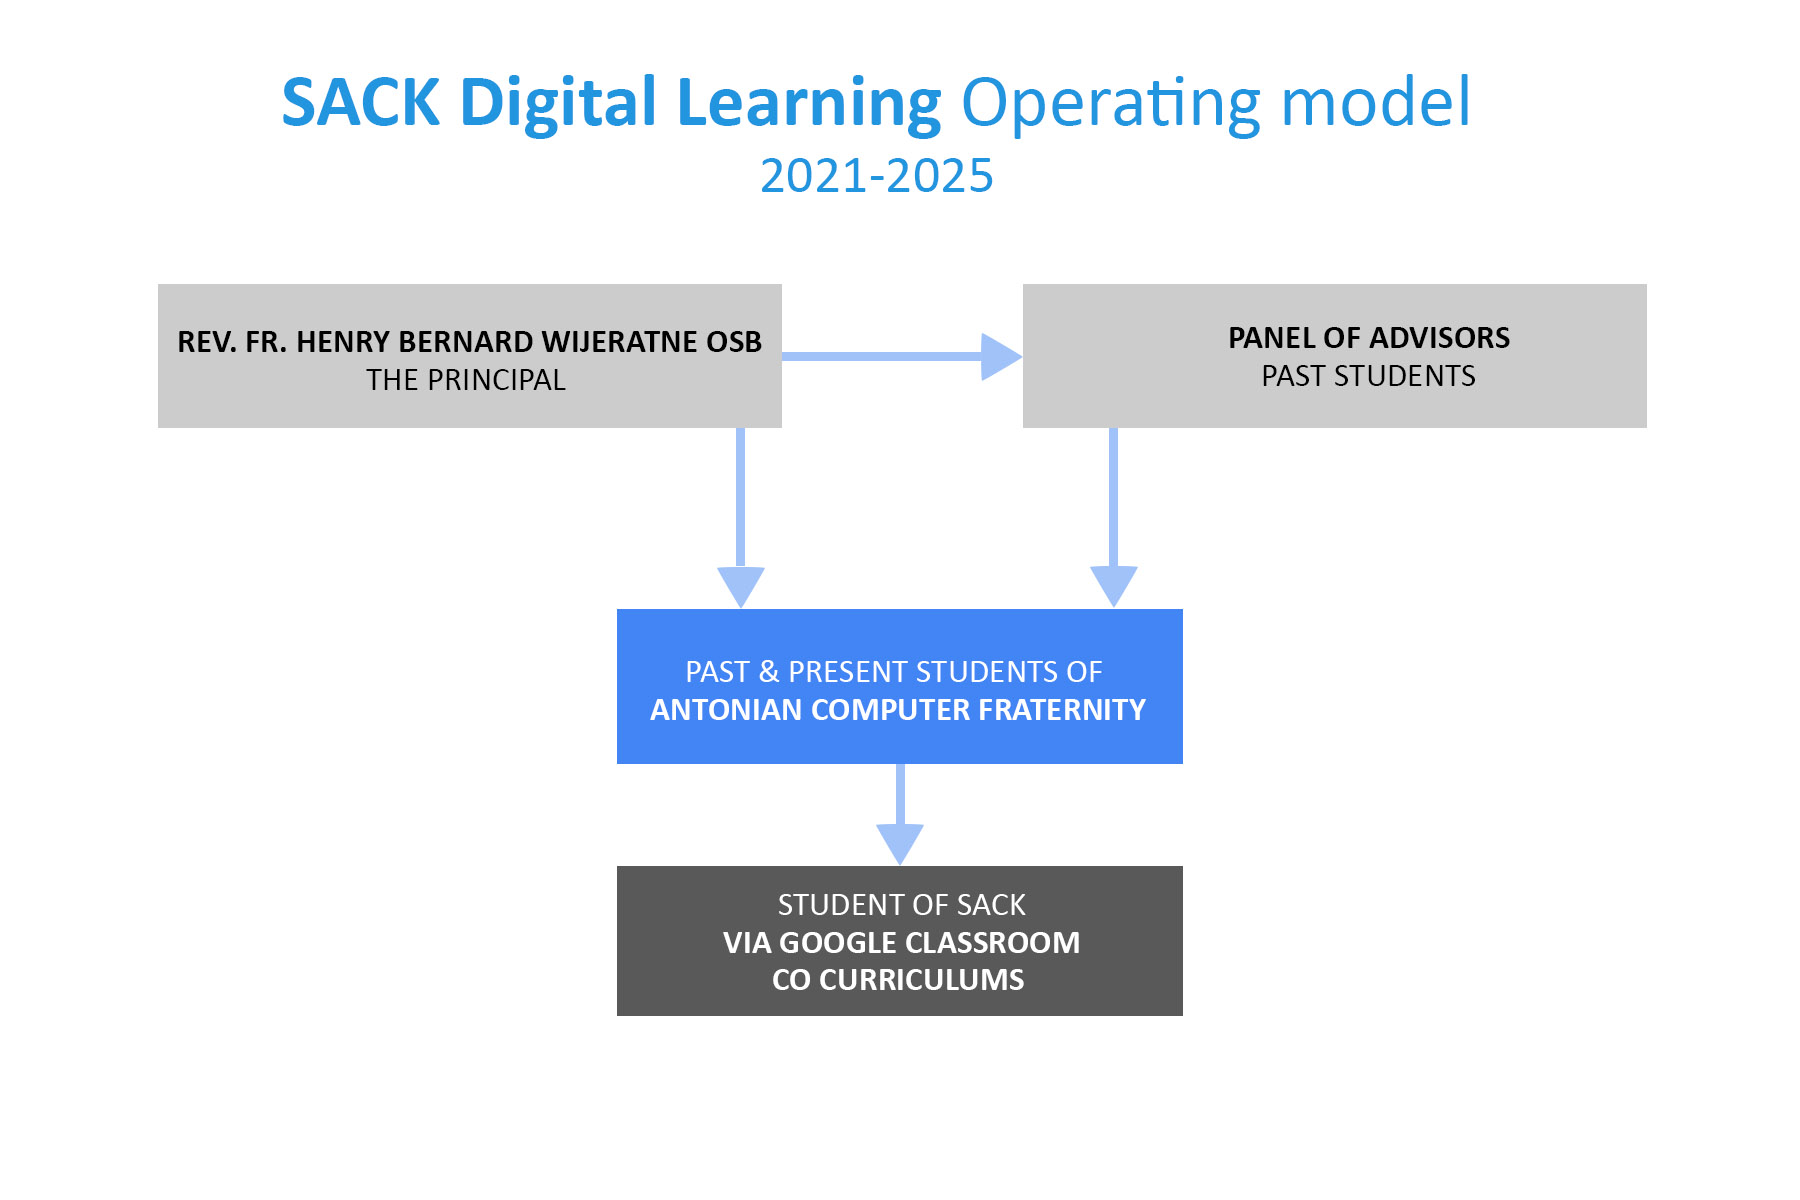 SACK Digital Learning Operating model
2021-2025
REV. FR. HENRY BERNARD WIJERATNE OSB
THE PRINCIPAL
PANEL OF ADVISORS
PAST STUDENTS
PAST & PRESENT STUDENTS OF
ANTONIAN COMPUTER FRATERNITY
STUDENT OF SACK
VIA GOOGLE CLASSROOM
CO CURRICULUMS